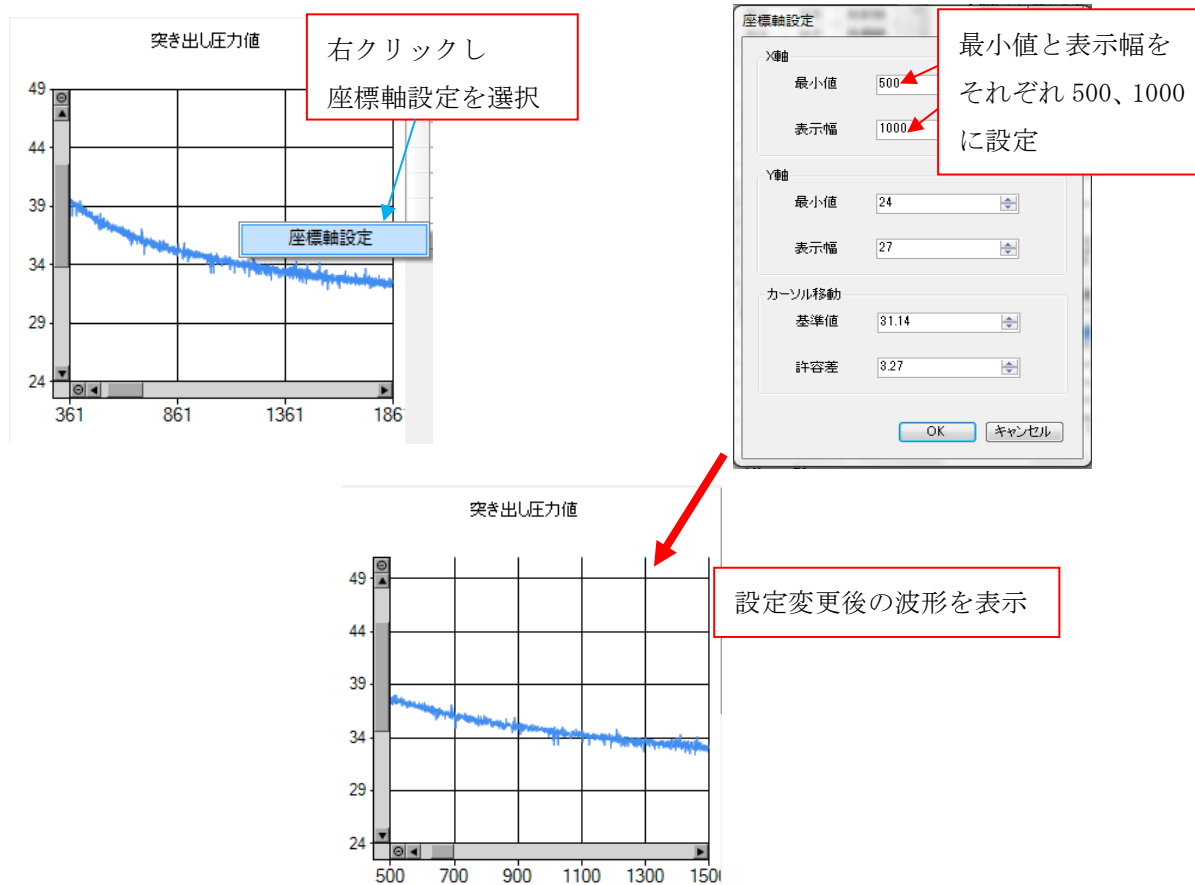 突き出し圧力値
右クリックし
座標軸設定を選択
49
44
39
34
29
24
361
861
1361
186
座標軸設定
座標軸設定
X軸
最小値
500
表示幅
1000
最小値と表示幅を
それぞれ 500、1000
に設定
Y軸
最小値
24
表示幅
27
カーソル移動
基準値
31.14
許容差
3.27
OK
キャンセル
突き出し圧力値
49
44
39
34
29
24
500
700
900
1100
1300
設定変更後の波形を表示